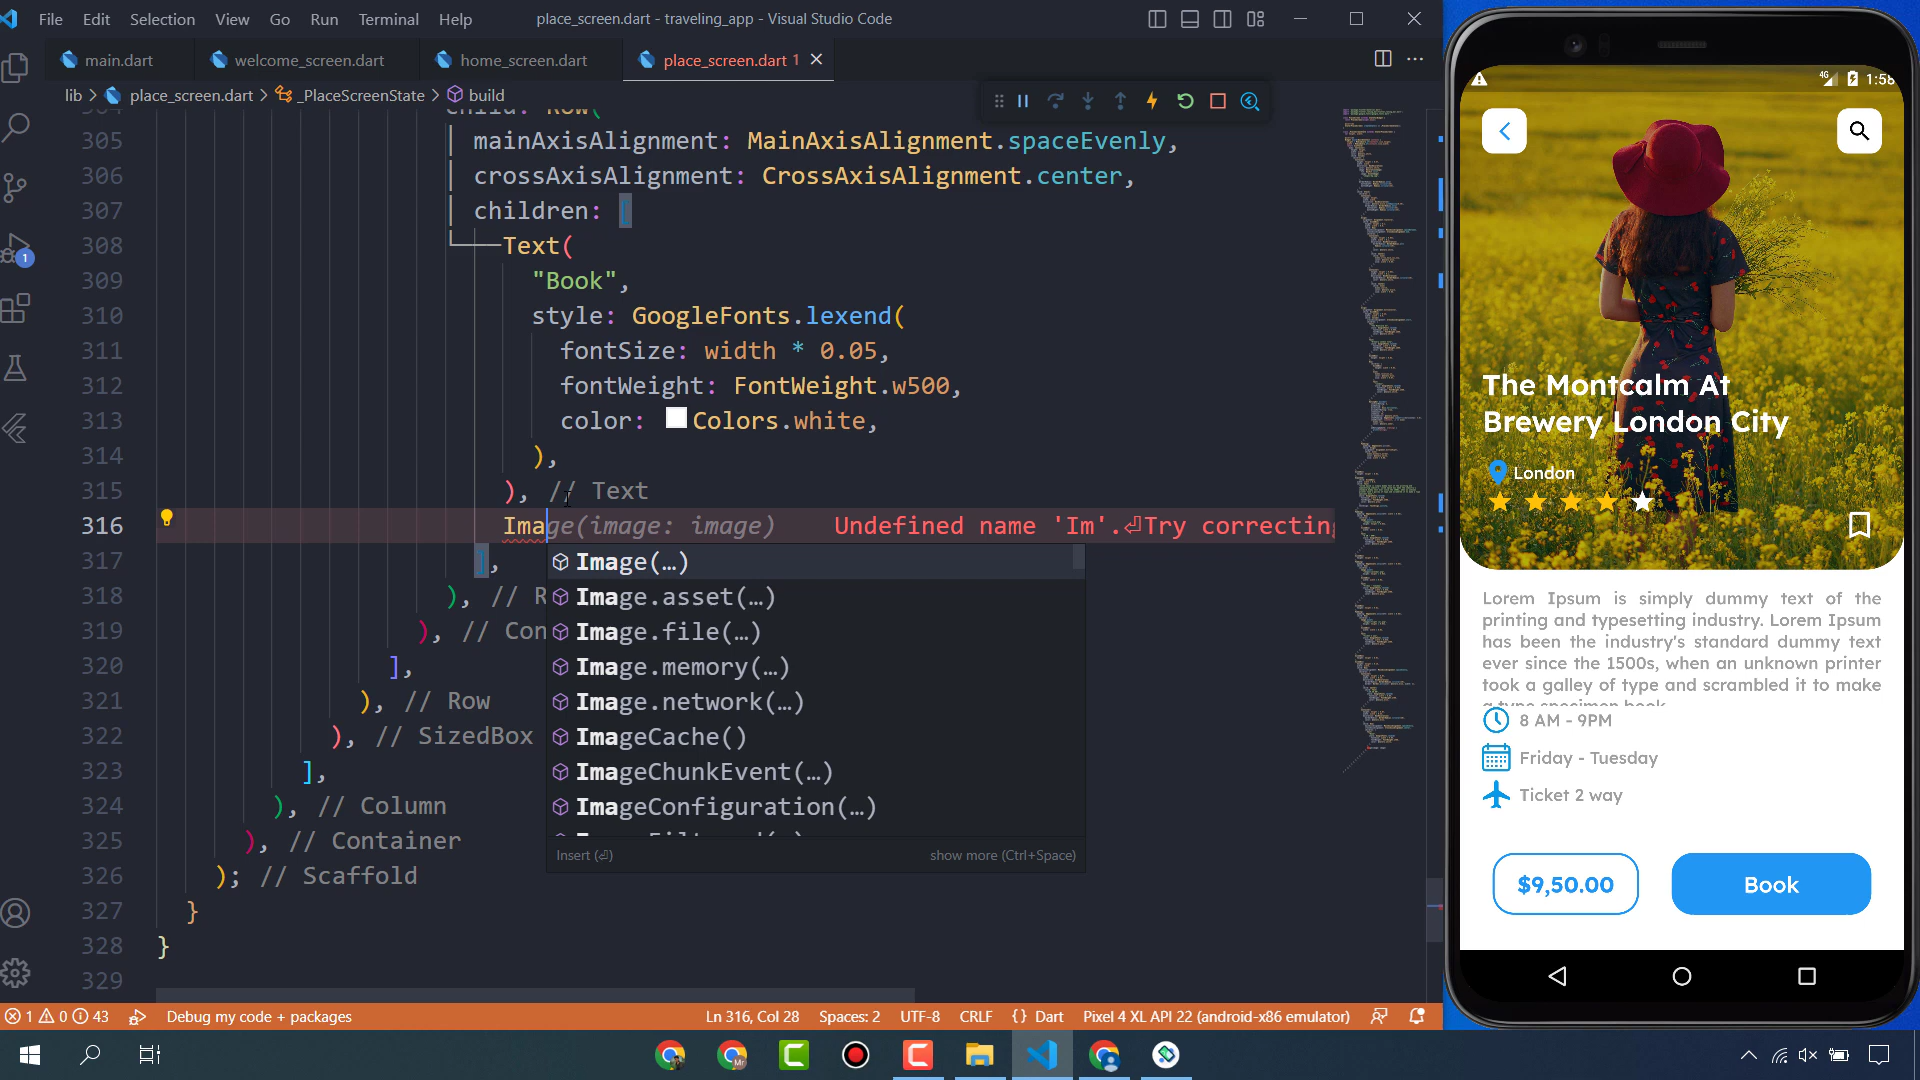 File Edit Selection View Go Run Terminal Help
place_screen.dart - traveling_app - Visual Studio Code
main.dart
welcome_screen.dart
home_screen.dart
place_screen.dart 1
lib > place_screen.dart > _PlaceScreenState > build
305 mainAxisAlignment: MainAxisAlignment.spaceEvenly,
306 crossAxisAlignment: CrossAxisAlignment.center,
307 children: [
308 Text(
309 "Book",
310 style: GoogleFonts.lexend(
311 fontSize: width * 0.05,
312 fontWeight: FontWeight.w500,
313 color: Colors.white,
314 ),
315 ), // Text
316 Image(image: image) Undefined name 'Im'.⏎Try correcting
317 ],
318 ), // R
319 ), // Con
320 ],
321 ), // Row
322 ), // SizedBox
323 ],
324 ), // Column
325 ), // Container
326 ); // Scaffold
327 }
328 }
329
Image(…)
Image.asset(…)
Image.file(…)
Image.memory(…)
Image.network(…)
ImageCache()
ImageChunkEvent(…)
ImageConfiguration(…)
Insert (⏎)
show more (Ctrl+Space)
1
1 0 43
Debug my code + packages
Ln 316, Col 28
Spaces: 2
UTF-8
CRLF
{ } Dart
Pixel 4 XL API 22 (android-x86 emulator)
4G
1:58
The Montcalm At
Brewery London City
London
Lorem Ipsum is simply dummy text of the
printing and typesetting industry. Lorem Ipsum
has been the industry's standard dummy text
ever since the 1500s, when an unknown printer
took a galley of type and scrambled it to make
a type specimen book
8 AM - 9PM
Friday - Tuesday
Ticket 2 way
$9,50.00
Book